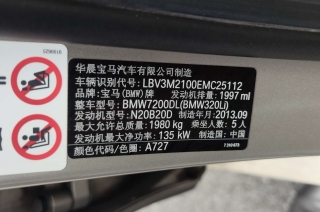 华晨宝马汽车有限公司制造
车辆识别代号: LBV3M2100EMC25112
品牌: 宝马(BMW) 发动机排量: 1997 ml
整车型号: BMW7200DL(BMW320Li)
发动机型号: N20B20D 制造年月: 2013.09
最大允许总质量: 1980 kg 乘坐人数: 5 人
发动机最大净功率: 135 kW 制造国: 中国
颜色代码/色圈: A727